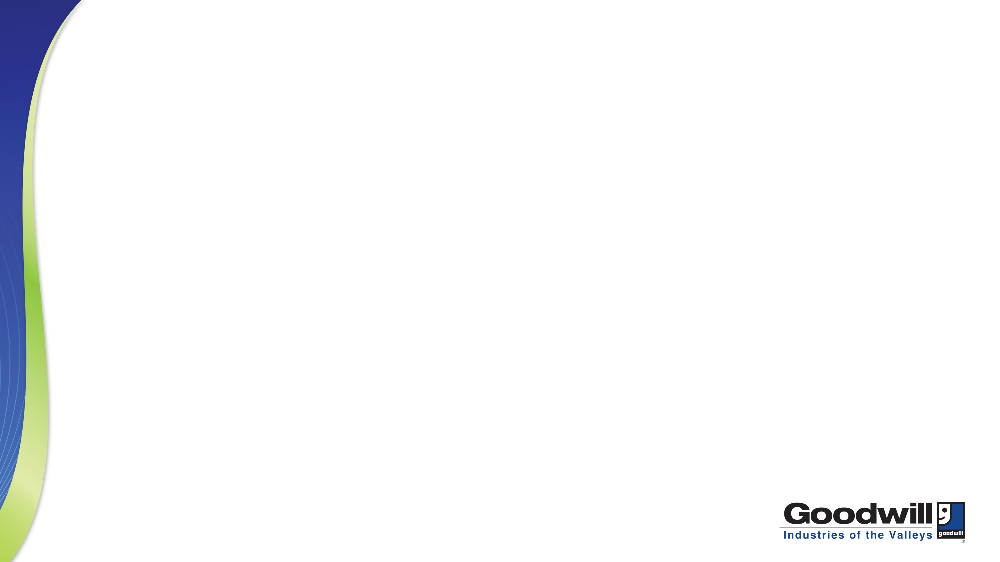 Goodwill
Industries of the Valleys
goodwill
®